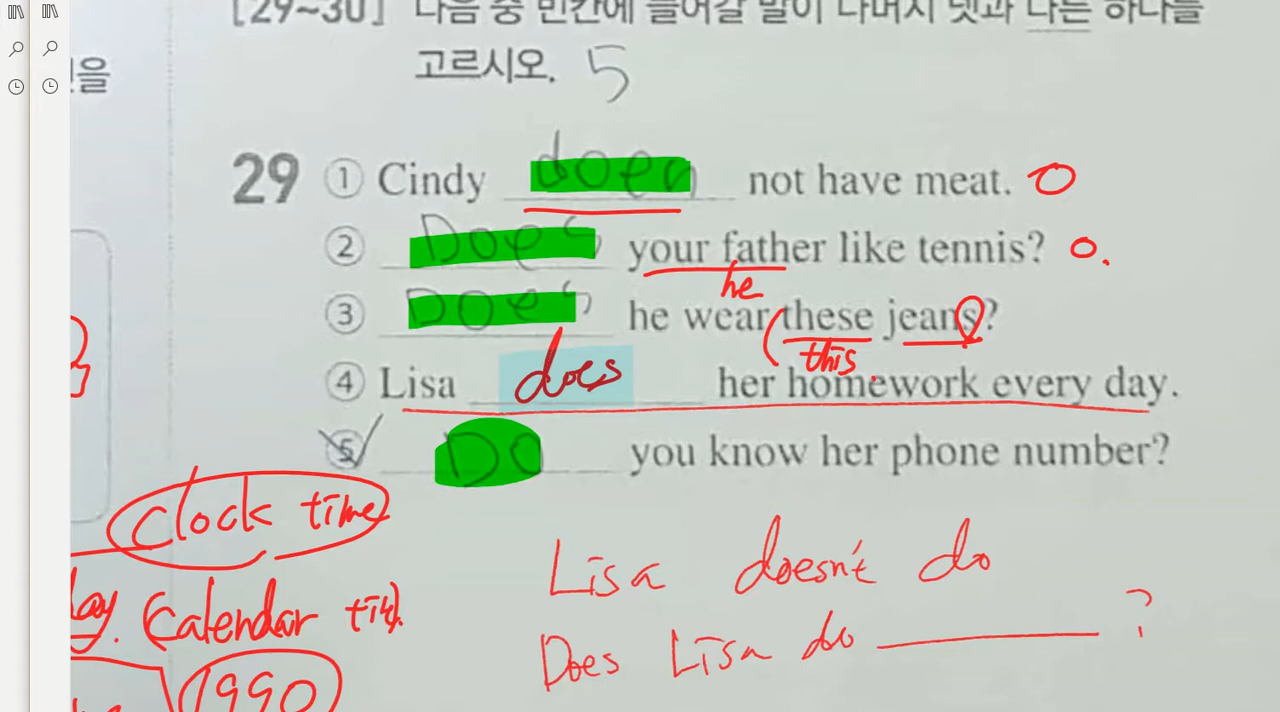 [29~30] 다음 중 빈칸에 들어갈 말이 나머지 넷과 다른 하나를
고르시오. 5
을
29 ① Cindy does not have meat. O
② Does your father like tennis? O.
he
③ Does he wear (these jeans?
this.
④ Lisa does her homework every day.
⑤ Do you know her phone number?
clock time
Lisa doesn't do
day. (Calendar
Does Lisa do ________ ?
1990